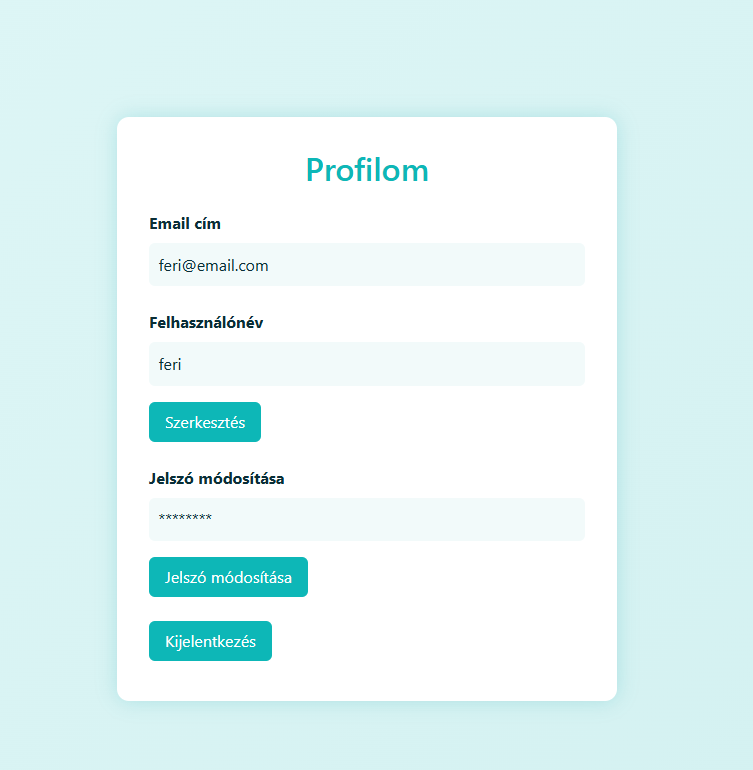 Profilom
Email cím
feri@email.com
Felhasználónév
feri
Szerkesztés
Jelszó módosítása
********
Jelszó módosítása
Kijelentkezés